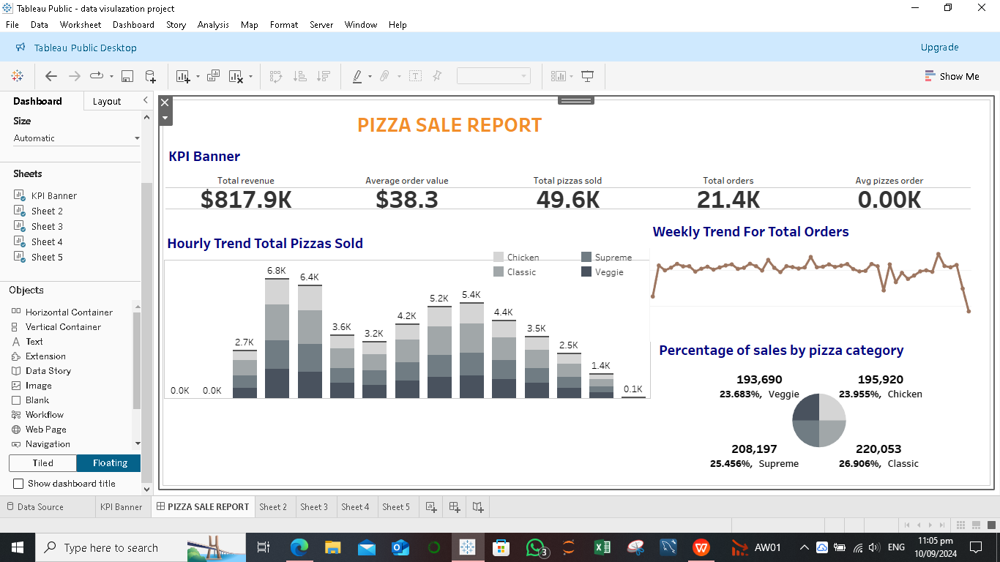 Tableau Public - data visulazation project
File Data Worksheet Dashboard Story Analysis Map Format Server Window Help
Tableau Public Desktop Upgrade
Show Me
Dashboard Layout
Size
Automatic
Sheets
KPI Banner
Sheet 2
Sheet 3
Sheet 4
Sheet 5
Objects
Horizontal Container
Vertical Container
Text
Extension
Data Story
Image
Blank
Workflow
Web Page
Navigation
Tiled Floating
Show dashboard title
PIZZA SALE REPORT
KPI Banner
Total revenue Average order value Total pizzas sold Total orders Avg pizzes order
$817.9K $38.3 49.6K 21.4K 0.00K
Hourly Trend Total Pizzas Sold
Chicken Supreme
Classic Veggie
0.0K 0.0K 2.7K 6.8K 6.4K 3.6K 3.2K 4.2K 5.2K 5.4K 4.4K 3.5K 2.5K 1.4K 0.1K
Weekly Trend For Total Orders
Percentage of sales by pizza category
193,690 195,920
23.683%, Veggie 23.955%, Chicken
208,197 220,053
25.456%, Supreme 26.906%, Classic
Data Source KPI Banner PIZZA SALE REPORT Sheet 2 Sheet 3 Sheet 4 Sheet 5
Type here to search
3
AW01
ENG
11:05 pm
10/09/2024